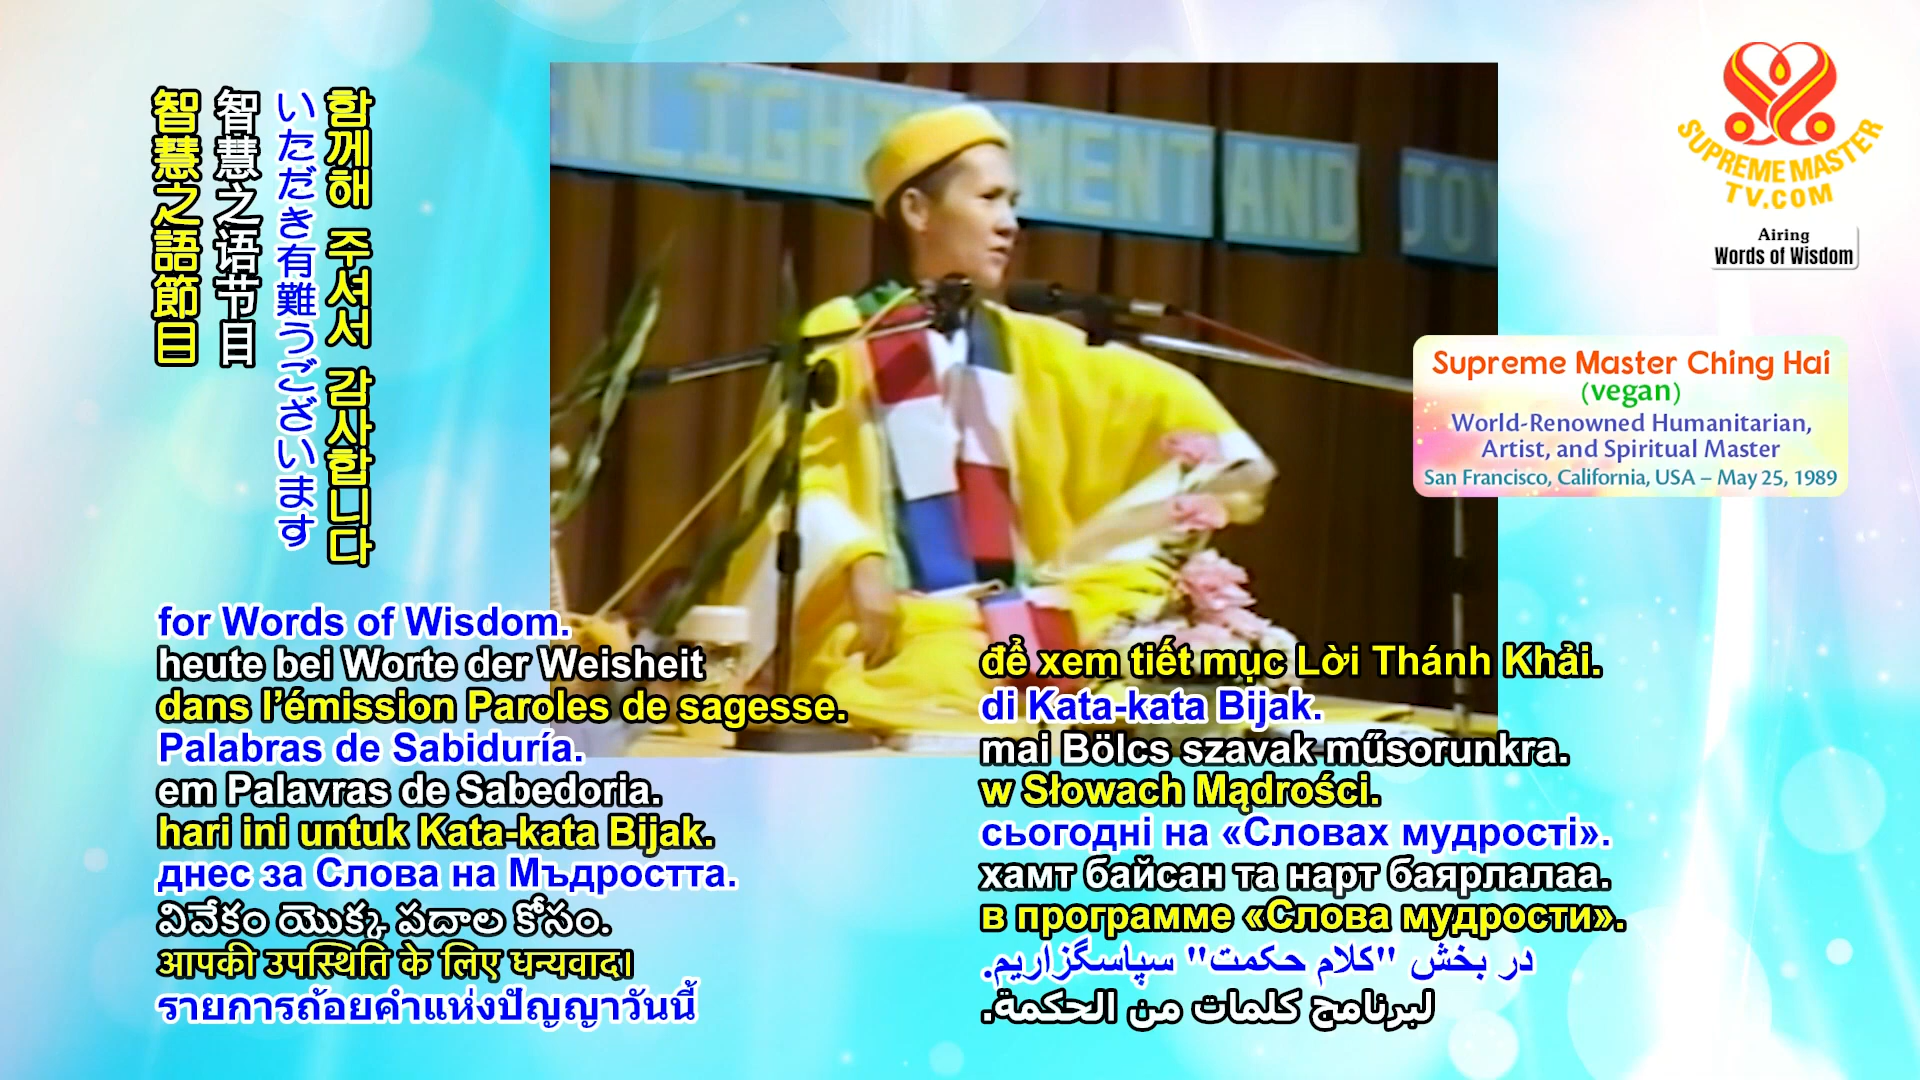 智慧之語節目
智慧之语节目
いただき有難うございます
함께해 주셔서 감사합니다
for Words of Wisdom.
heute bei Worte der Weisheit
dans l’émission Paroles de sagesse.
Palabras de Sabiduría.
em Palavras de Sabedoria.
hari ini untuk Kata-kata Bijak.
днес за Слова на Мъдростта.
వివేకం యొక్క పదాల కోసం.
आपकी उपस्थिति के लिए धन्यवाद।
รายการถ้อยคำแห่งปัญญาวันนี้
để xem tiết mục Lời Thánh Khải.
di Kata-kata Bijak.
mai Bölcs szavak műsorunkra.
w Słowach Mądrości.
сьогодні на «Словах мудрості».
хамт байсан та нарт баярлалаа.
в программе «Слова мудрости».
در بخش "کلام حکمت" سپاسگزاریم.
لبرنامج كلمات من الحكمة.
NLIGHT MENT AND JOY
SUPREME MASTER
TV.COM
Airing
Words of Wisdom
Supreme Master Ching Hai
(vegan)
World-Renowned Humanitarian,
Artist, and Spiritual Master
San Francisco, California, USA – May 25, 1989